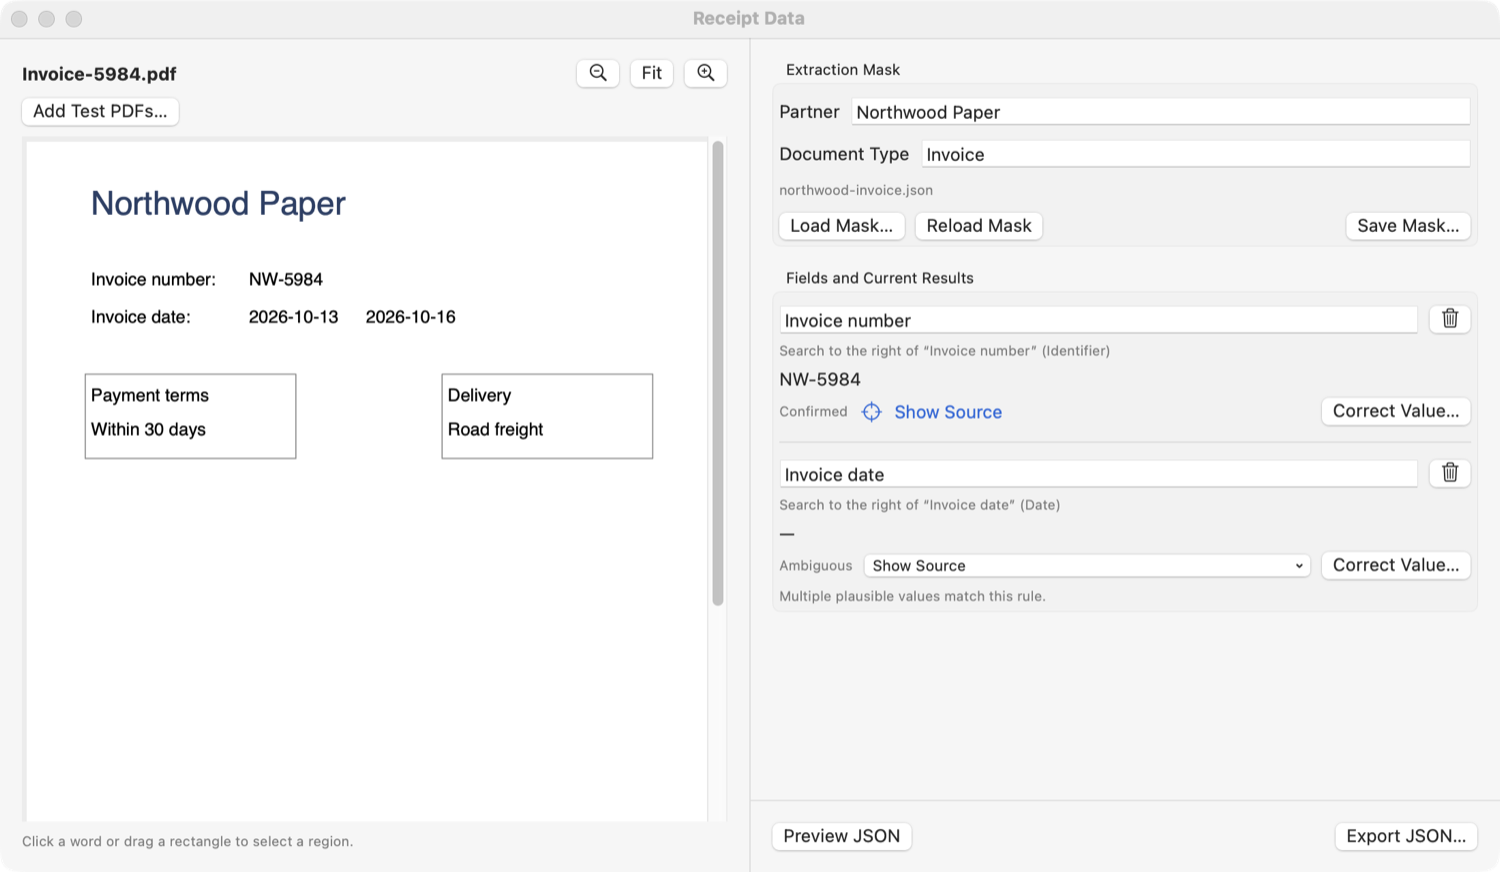 Receipt Data
Invoice-5984.pdf
Fit
Add Test PDFs...
Northwood Paper
Invoice number: NW-5984
Invoice date: 2026-10-13 2026-10-16
Payment terms
Within 30 days
Delivery
Road freight
Click a word or drag a rectangle to select a region.
Extraction Mask
Partner Northwood Paper
Document Type Invoice
northwood-invoice.json
Load Mask... Reload Mask Save Mask...
Fields and Current Results
Invoice number
Search to the right of “Invoice number” (Identifier)
NW-5984
Confirmed Show Source Correct Value...
Invoice date
Search to the right of “Invoice date” (Date)
—
Ambiguous Show Source Correct Value...
Multiple plausible values match this rule.
Preview JSON Export JSON...